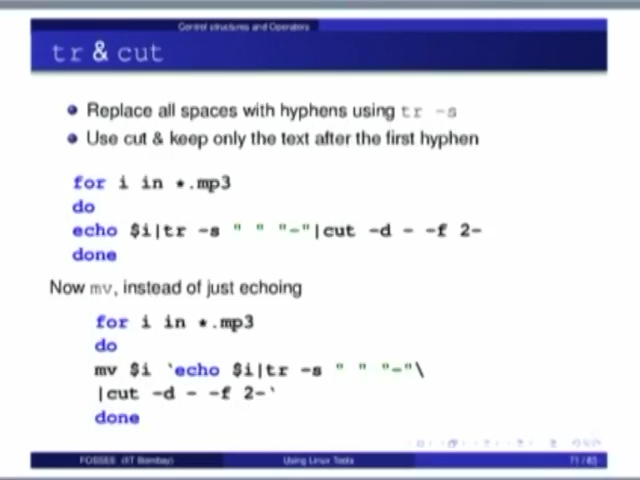 Control structures and Operators
tr & cut
Replace all spaces with hyphens using tr -s
Use cut & keep only the text after the first hyphen
for i in *.mp3
do
echo $i|tr -s " " "-"|cut -d - -f 2-
done
Now mv, instead of just echoing
for i in *.mp3
do
mv $i `echo $i|tr -s " " "-"\
|cut -d - -f 2-`
done
FOSSEE (IIT Bombay) Using Linux Tools